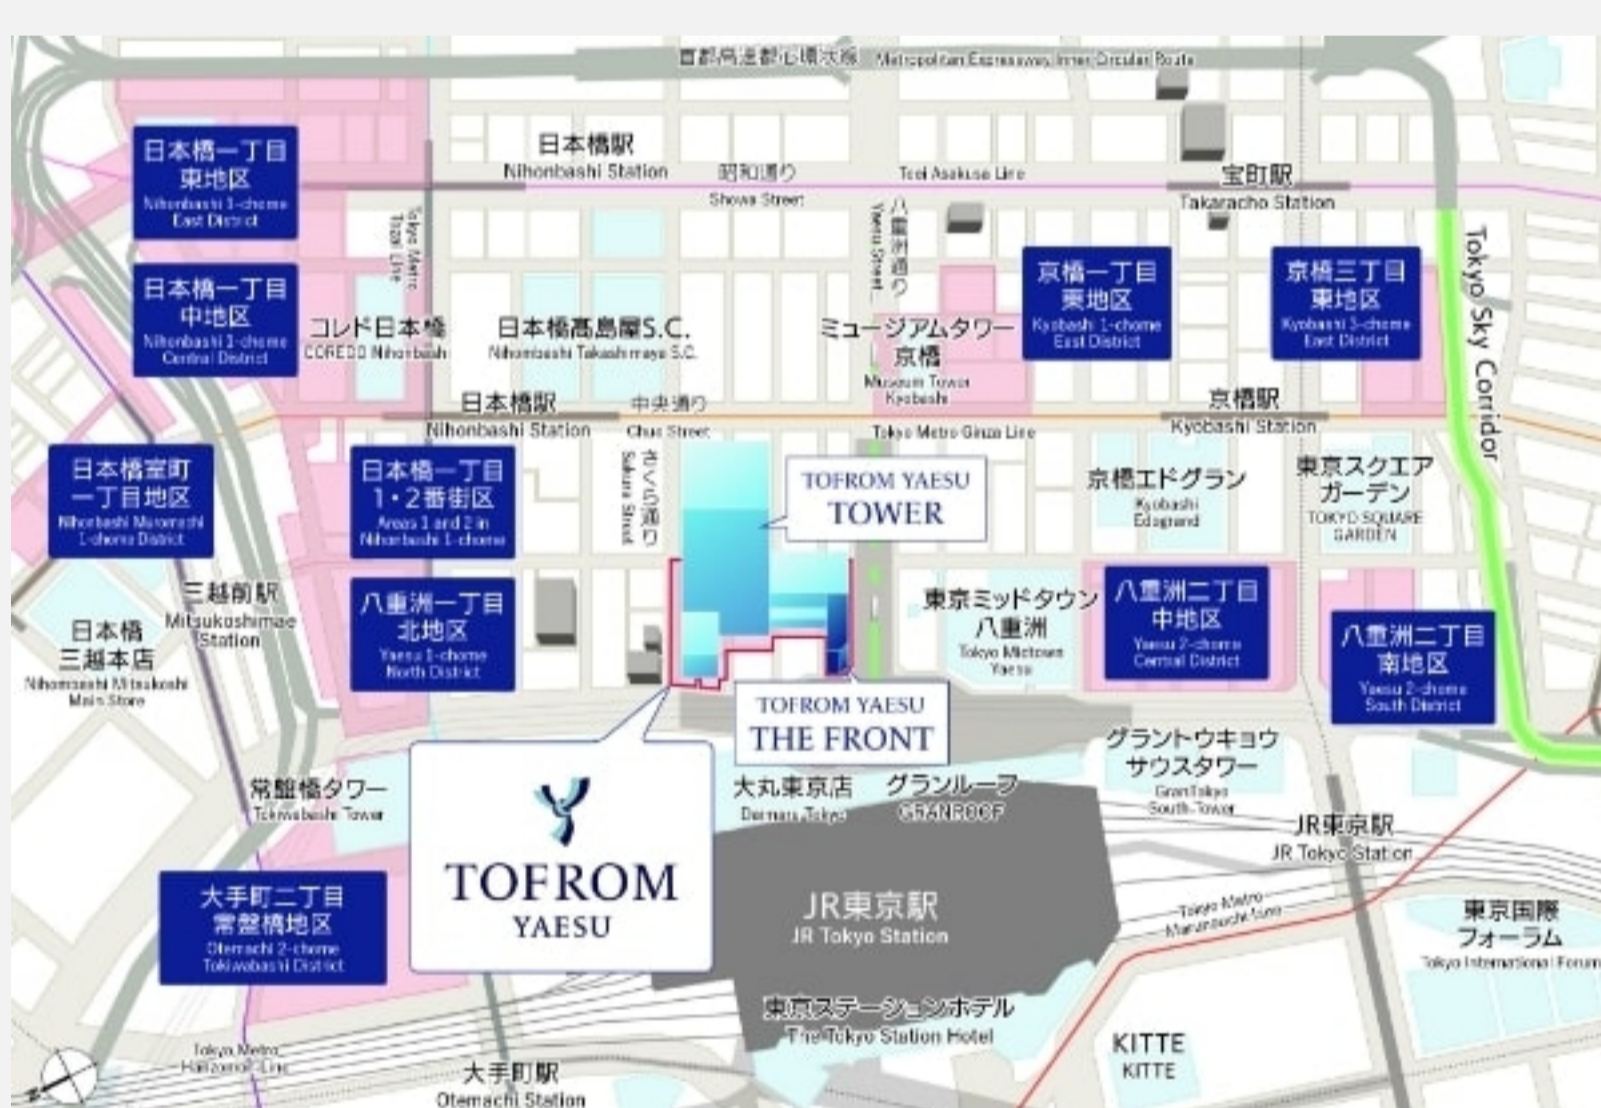 首都高速都心環状線 Metropolitan Expressway Inner Circular Route
日本橋一丁目
東地区
Nihonbashi 1-chome
East District
日本橋駅
Nihonbashi Station
昭和通り
Showa Street
Toei Asakusa Line
宝町駅
Takaracho Station
Tokyo Metro
Tozai Line
八重洲通り
Yaesu Street
Tokyo Sky Corridor
日本橋一丁目
中地区
Nihonbashi 1-chome
Central District
コレド日本橋
COREDO Nihonbashi
日本橋髙島屋S.C.
Nihombashi Takashimaya S.C.
ミュージアムタワー
京橋
Museum Tower
Kyobashi
京橋一丁目
東地区
Kyobashi 1-chome
East District
京橋三丁目
東地区
Kyobashi 3-chome
East District
日本橋駅
Nihonbashi Station
中央通り
Chuo Street
Tokyo Metro Ginza Line
京橋駅
Kyobashi Station
日本橋室町
一丁目地区
Nihonbashi Muromachi
1-chome District
日本橋一丁目
1・2番街区
Areas 1 and 2 in
Nihonbashi 1-chome
さくら通り
Sakura Street
TOFROM YAESU
TOWER
京橋エドグラン
Kyobashi
Edogrand
東京スクエア
ガーデン
TOKYO SQUARE
GARDEN
三越前駅
Mitsukoshimae
Station
日本橋
三越本店
Nihombashi Mitsukoshi
Main Store
八重洲一丁目
北地区
Yaesu 1-chome
North District
東京ミッドタウン
八重洲
Tokyo Midtown
Yaesu
八重洲二丁目
中地区
Yaesu 2-chome
Central District
八重洲二丁目
南地区
Yaesu 2-chome
South District
TOFROM YAESU
THE FRONT
常盤橋タワー
Tokiwabashi Tower
TOFROM
YAESU
大丸東京店
Daimaru Tokyo
グランルーフ
GRANROOF
グラントウキョウ
サウスタワー
GranTokyo
South Tower
JR東京駅
JR Tokyo Station
大手町二丁目
常盤橋地区
Otemachi 2-chome
Tokiwabashi District
JR東京駅
JR Tokyo Station
Tokyo Metro
Marunouchi Line
東京国際
フォーラム
Tokyo International Forum
東京ステーションホテル
The Tokyo Station Hotel
KITTE
KITTE
Tokyo Metro
Hanzomon Line
大手町駅
Otemachi Station
N